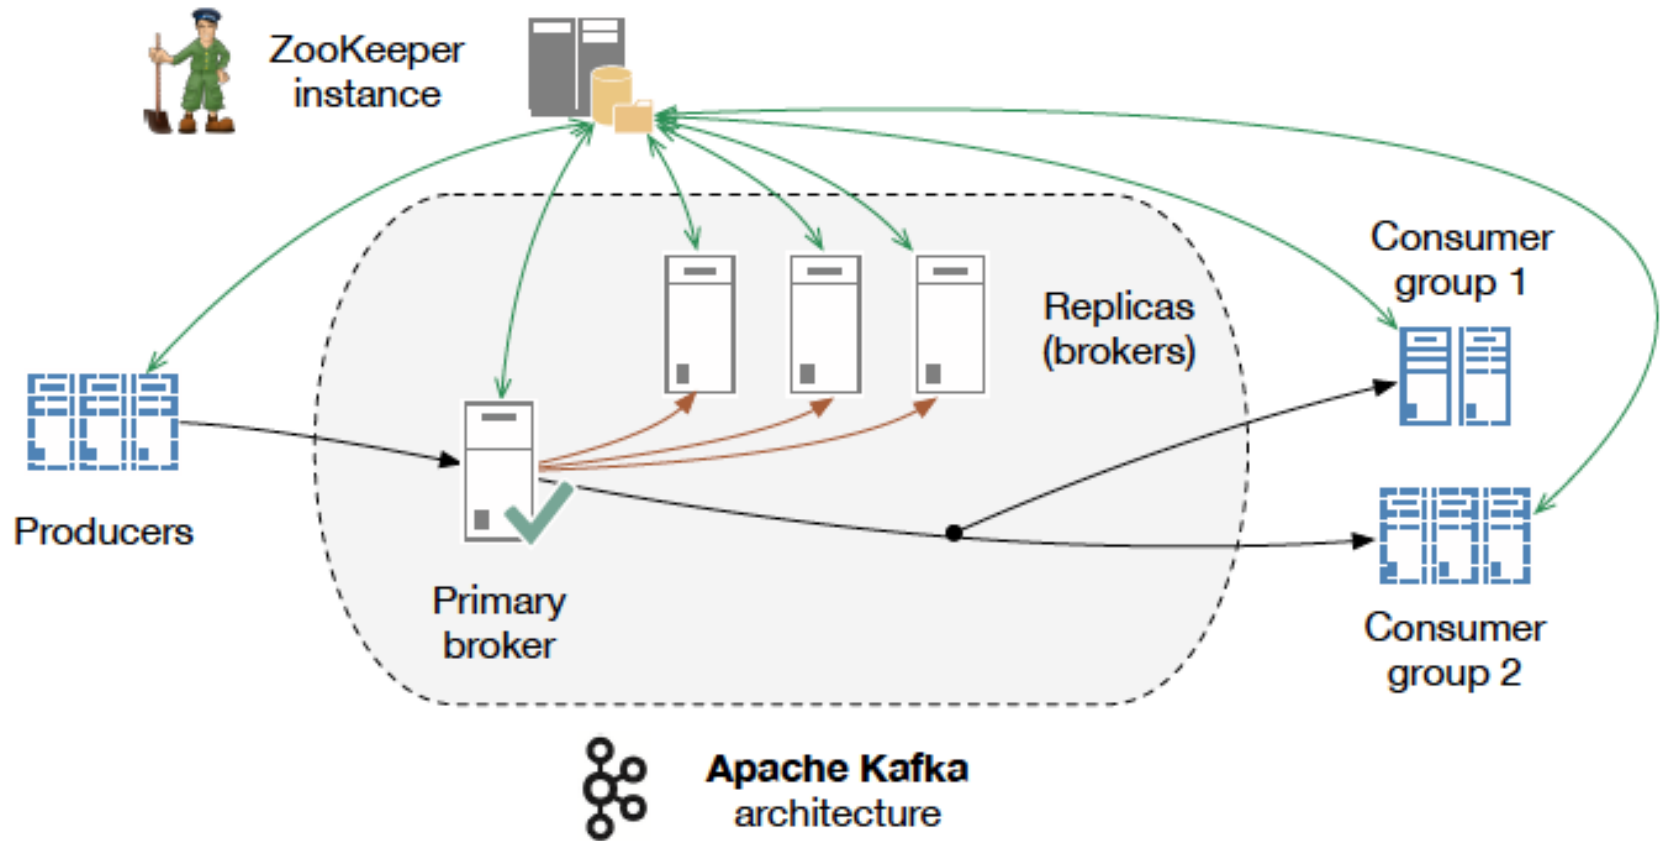 ZooKeeper
instance
Consumer
group 1
Replicas
(brokers)
Producers
Primary
broker
Consumer
group 2
Apache Kafka
architecture